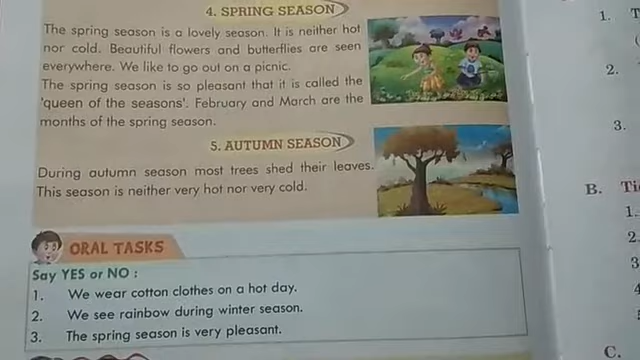 4. SPRING SEASON
The spring season is a lovely season. It is neither hot
nor cold. Beautiful flowers and butterflies are seen
everywhere. We like to go out on a picnic.
The spring season is so pleasant that it is called the
'queen of the seasons'. February and March are the
months of the spring season.
5. AUTUMN SEASON
During autumn season most trees shed their leaves.
This season is neither very hot nor very cold.
ORAL TASKS
Say YES or NO :
1. We wear cotton clothes on a hot day.
2. We see rainbow during winter season.
3. The spring season is very pleasant.
1.
2.
3.
B. Ti
1.
2.
3
4
C.